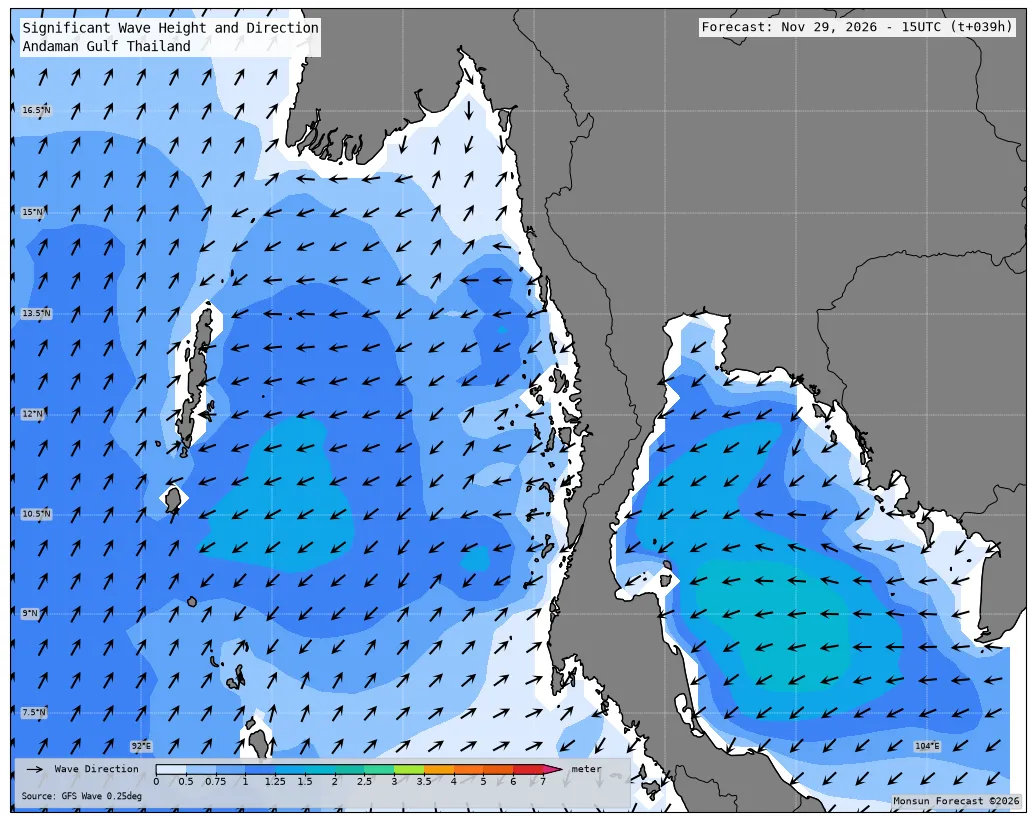 Significant Wave Height and Direction
Andaman Gulf Thailand
Forecast: Nov 29, 2026 - 15UTC (t+039h)
16.5°N
15°N
13.5°N
12°N
10.5°N
9°N
7.5°N
92°E
104°E
Wave Direction
0 0.5 0.75 1 1.25 1.5 2 2.5 3 3.5 4 5 6 7
meter
Source: GFS Wave 0.25deg
Monsun Forecast ©2026